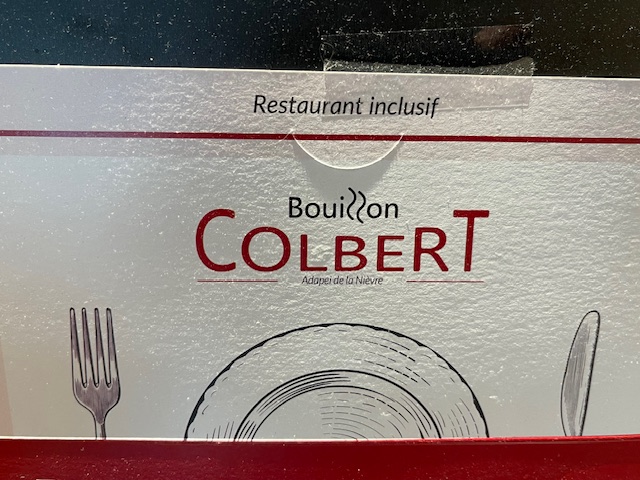 Restaurant inclusif
Bouillon
COLBERT
Adapei de la Nièvre